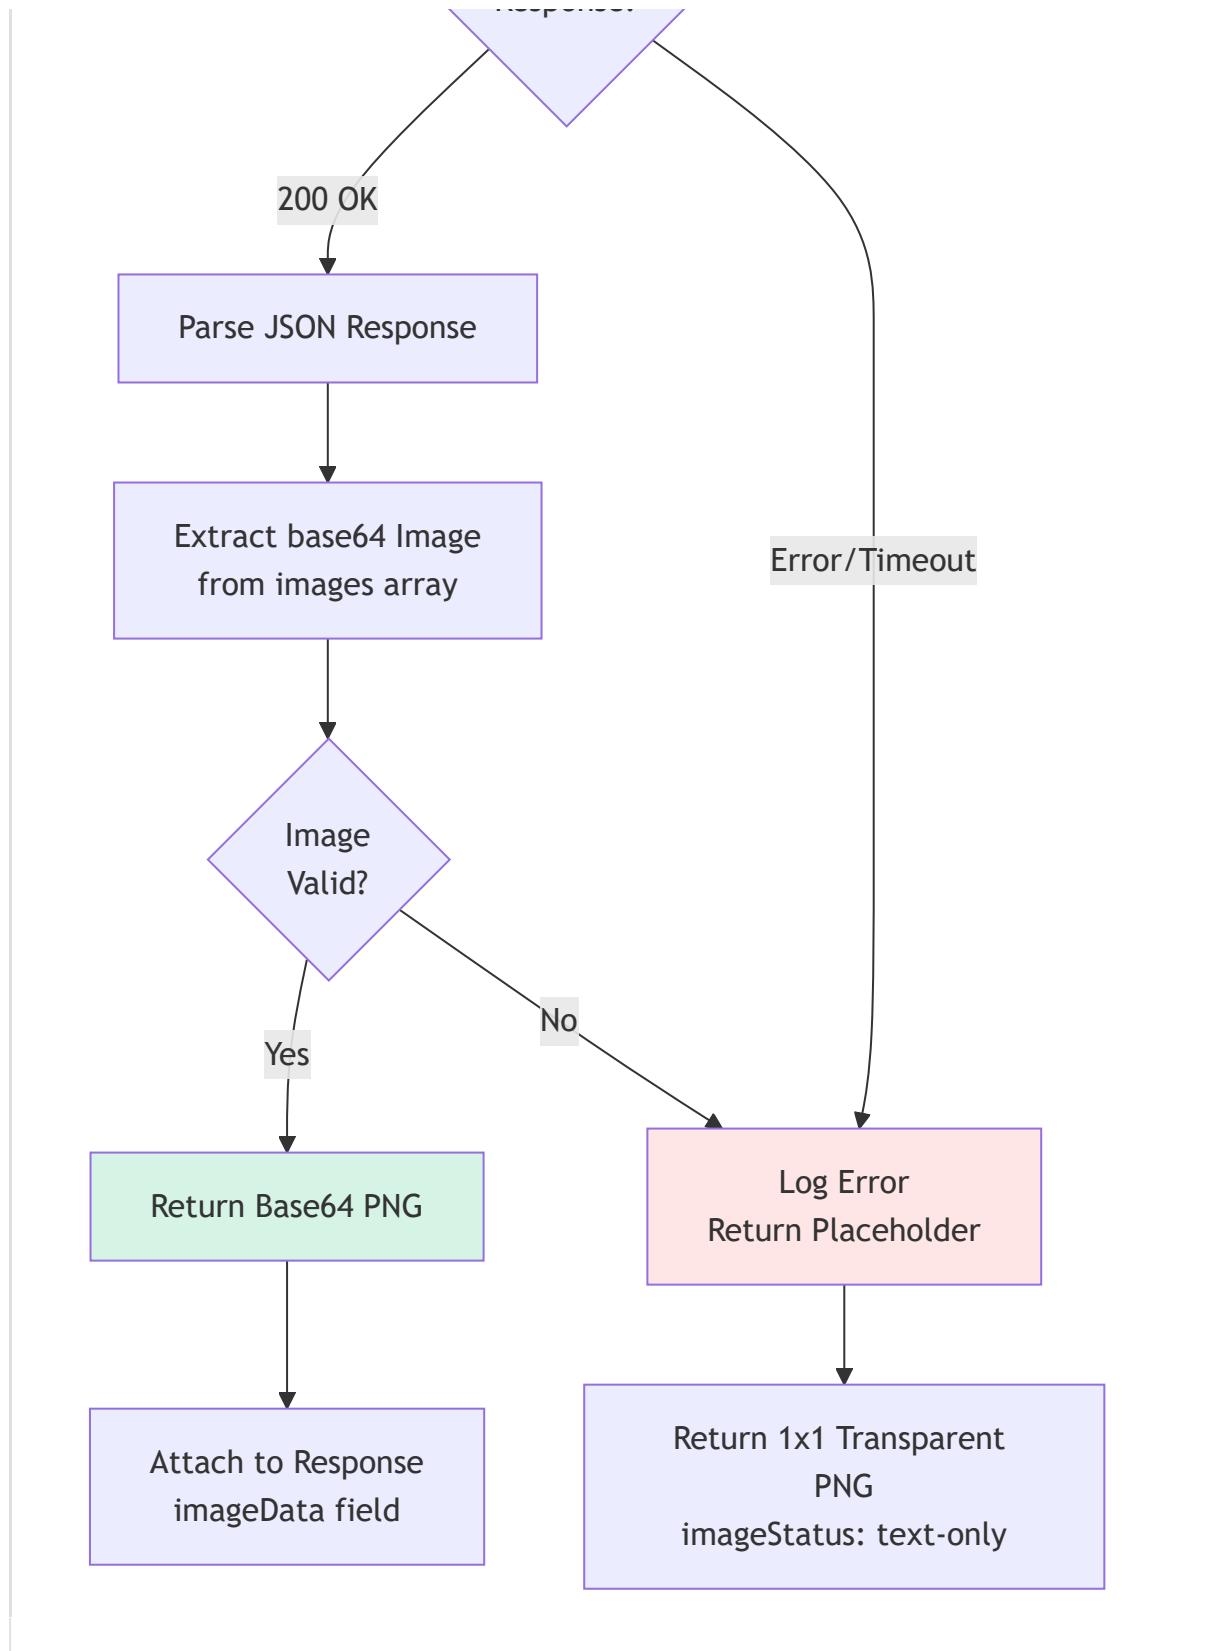 Response?
200 OK
Parse JSON Response
Extract base64 Image
from images array
Error/Timeout
Image
Valid?
No
Yes
Return Base64 PNG
Log Error
Return Placeholder
Attach to Response
imageData field
Return 1x1 Transparent
PNG
imageStatus: text-only